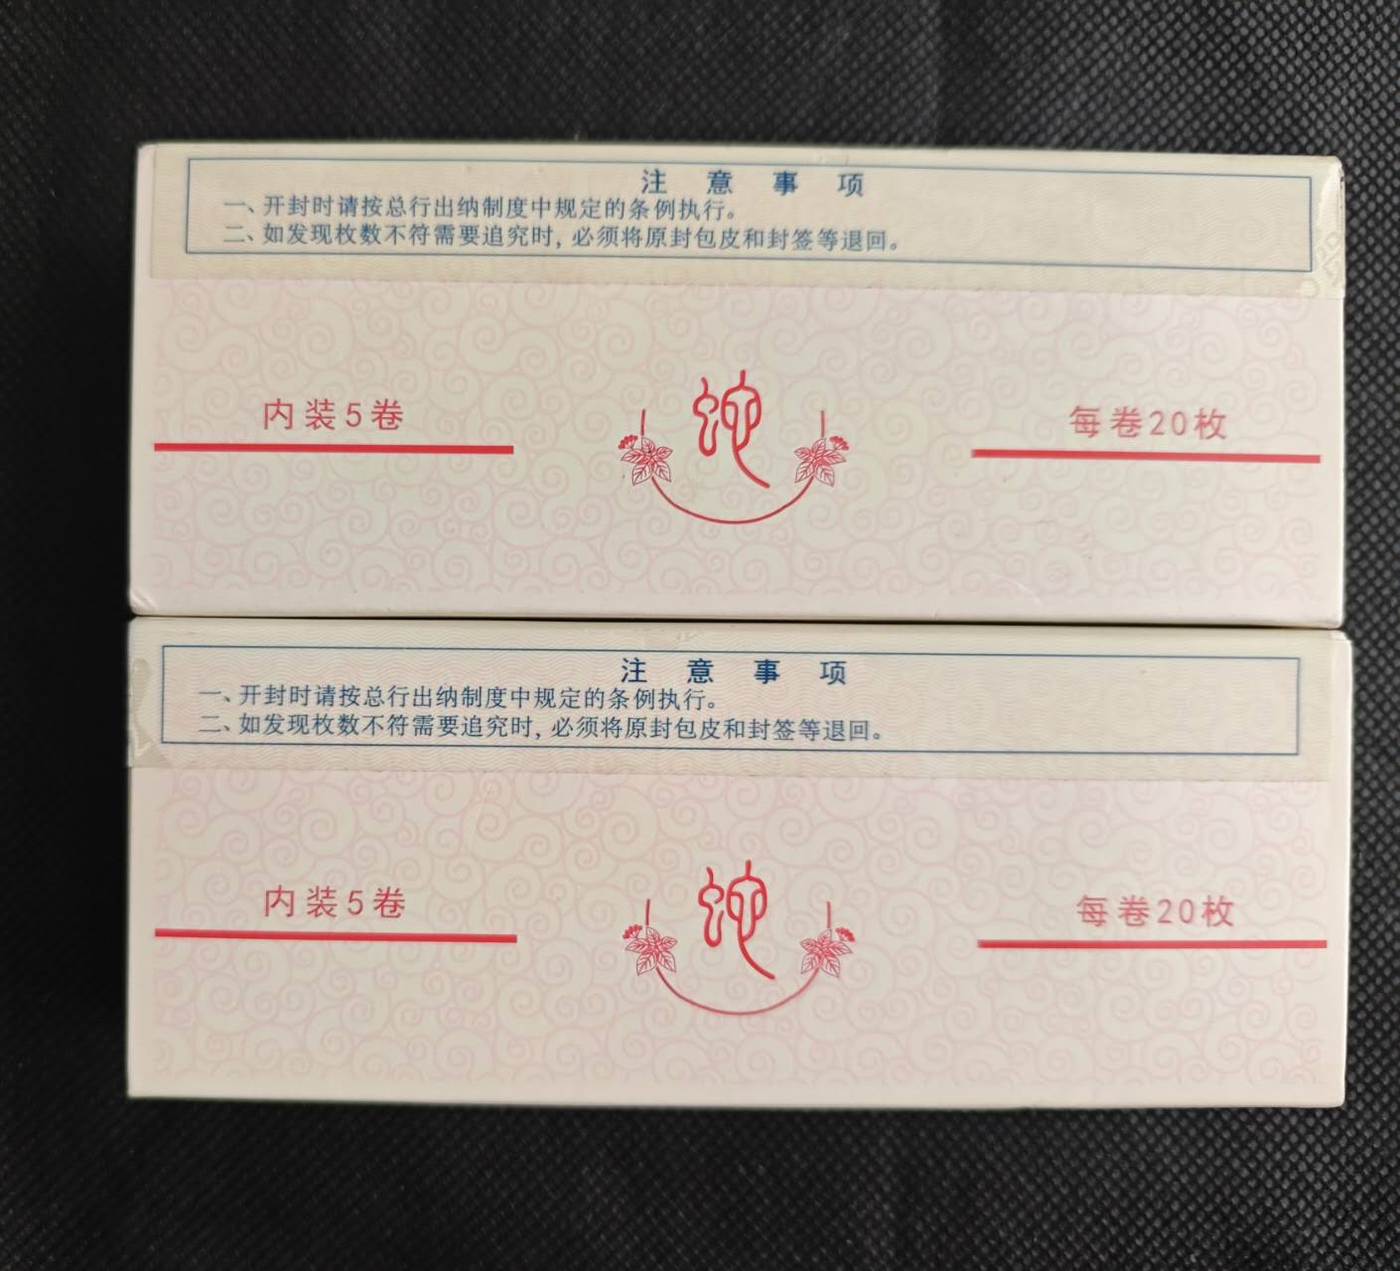 注意事项
一、开封时请按总行出纳制度中规定的条例执行。
二、如发现枚数不符需要追究时，必须将原封包皮和封签等退回。
内装5卷
蛇
每卷20枚
注意事项
一、开封时请按总行出纳制度中规定的条例执行。
二、如发现枚数不符需要追究时，必须将原封包皮和封签等退回。
内装5卷
蛇
每卷20枚